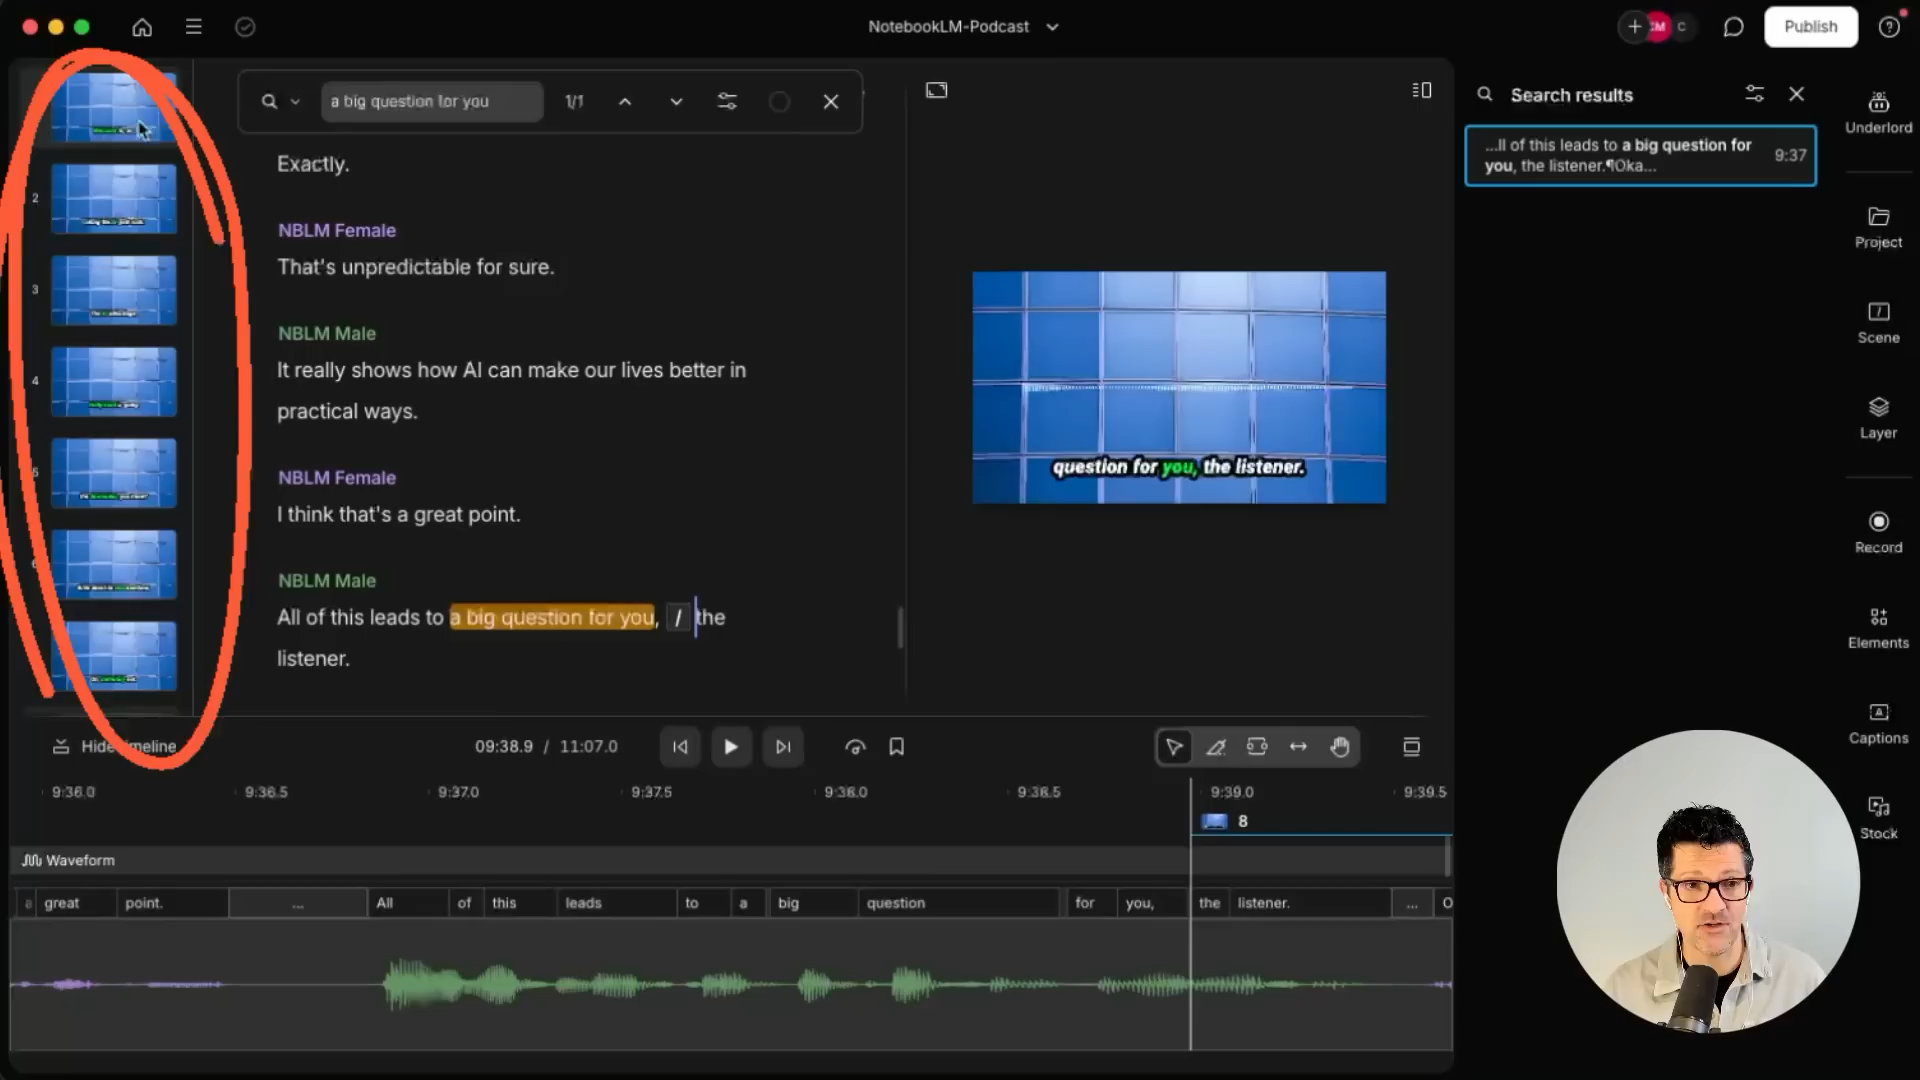 NotebookLM-Podcast
CM
C
Publish
?
a big question for you
1/1
Search results
...ll of this leads to a big question for
you, the listener.¶Oka...
9:37
Underlord
Project
Scene
Layer
Record
Elements
Captions
Stock
2
3
4
5
6
Exactly.
NBLM Female
That's unpredictable for sure.
NBLM Male
It really shows how AI can make our lives better in
practical ways.
NBLM Female
I think that's a great point.
NBLM Male
All of this leads to a big question for you, / the
listener.
question for you, the listener.
Hide timeline
09:38.9 / 11:07.0
9:36.0
9:36.5
9:37.0
9:37.5
9:38.0
9:38.5
9:39.0
9:39.5
8
Waveform
great point. ... All of this leads to a big question for you, the listener. ... O